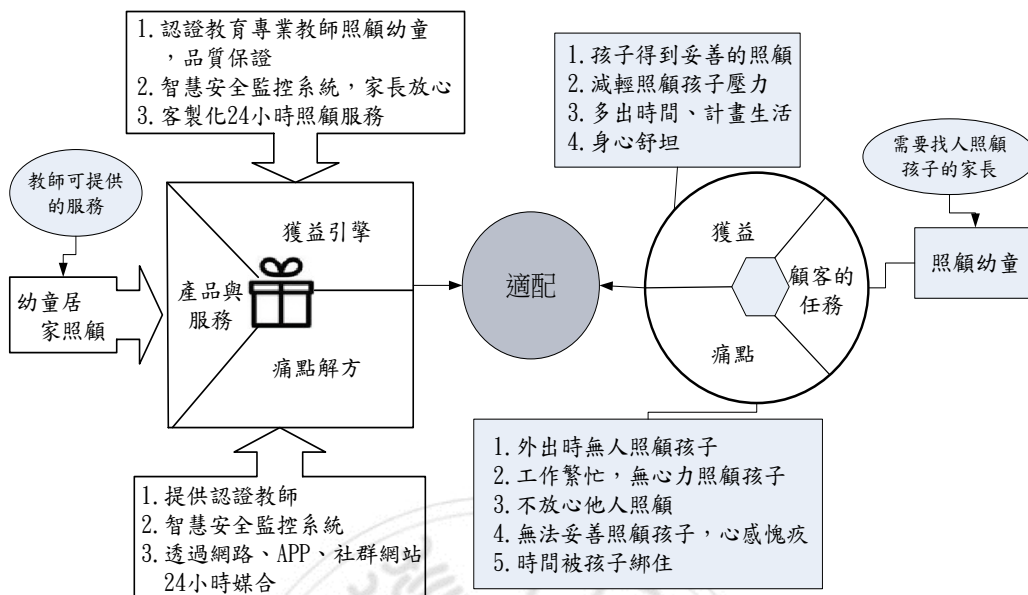 1. 認證教育專業教師照顧幼童
，品質保證
2. 智慧安全監控系統，家長放心
3. 客製化24小時照顧服務
1. 孩子得到妥善的照顧
2. 減輕照顧孩子壓力
3. 多出時間、計畫生活
4. 身心舒坦
教師可提供
的服務
需要找人照顧
孩子的家長
幼童居
家照顧
產品與
服務
獲益引擎
痛點解方
適配
獲益
顧客的
任務
痛點
照顧幼童
1. 提供認證教師
2. 智慧安全監控系統
3. 透過網路、APP、社群網站
24小時媒合
1. 外出時無人照顧孩子
2. 工作繁忙，無心力照顧孩子
3. 不放心他人照顧
4. 無法妥善照顧孩子，心感愧疚
5. 時間被孩子綁住